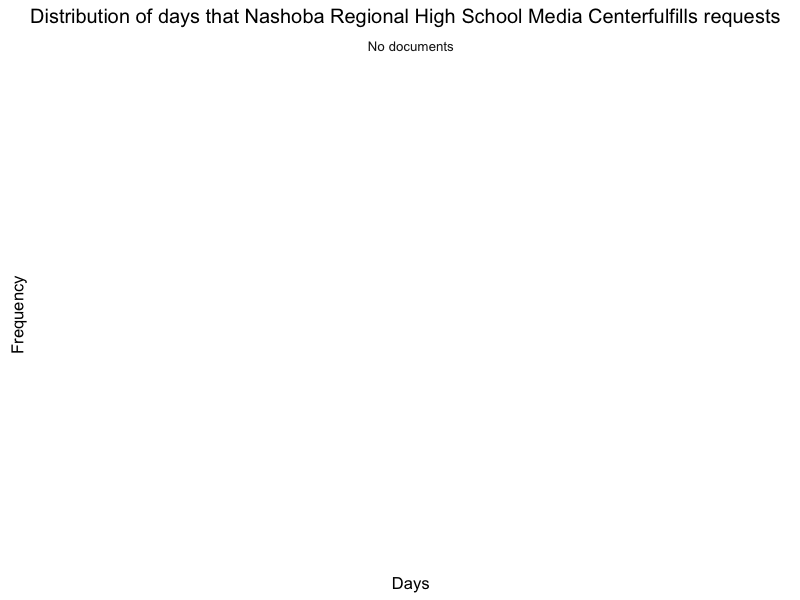 Distribution of days that Nashoba Regional High School Media Centerfulfills requests
No documents
Frequency
Days